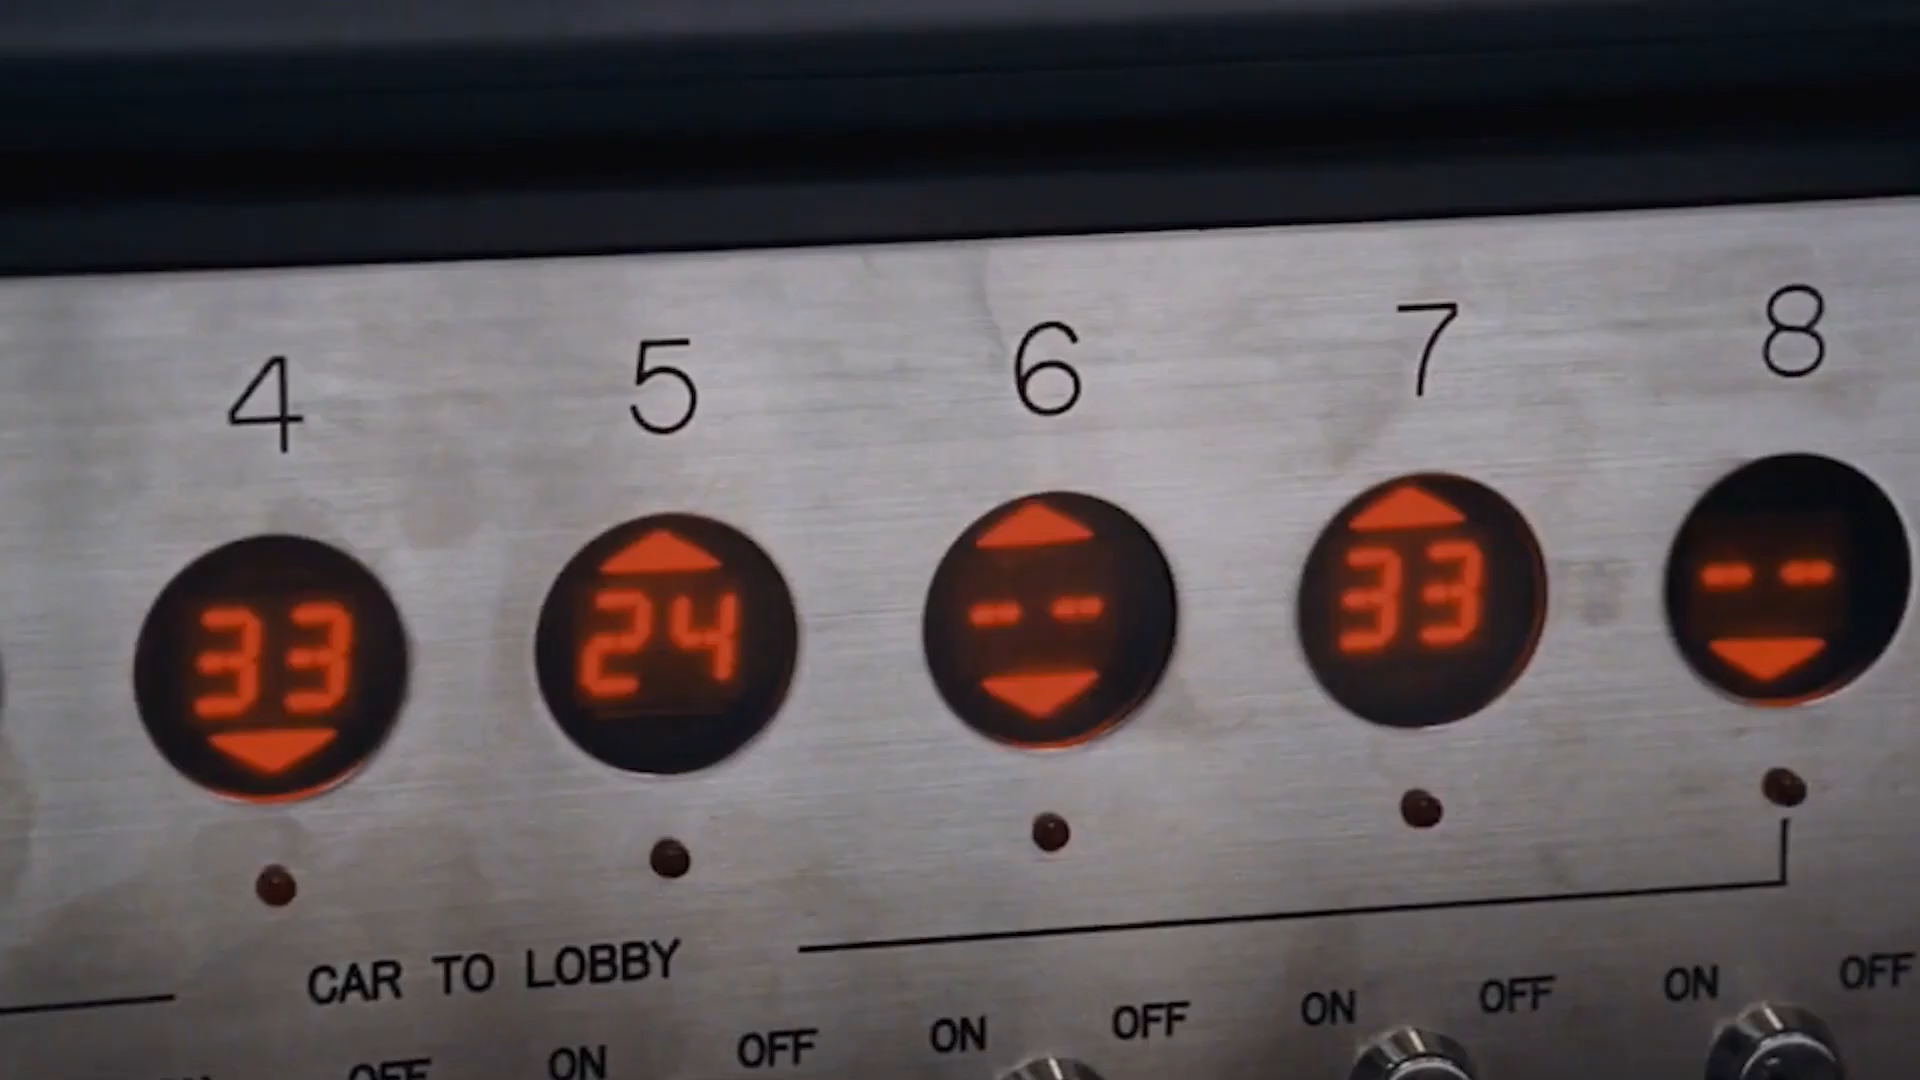 4 5 6 7 8
33 24 -- 33 --
CAR TO LOBBY
OFF ON OFF ON OFF ON OFF ON OFF